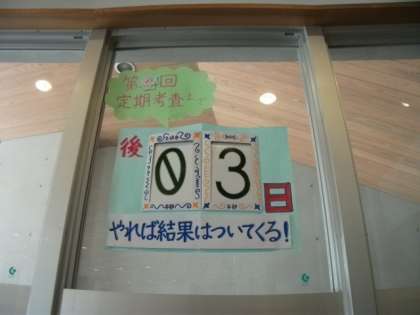 第4回
定期考査まで
後 03 日
やれば結果はついてくる!